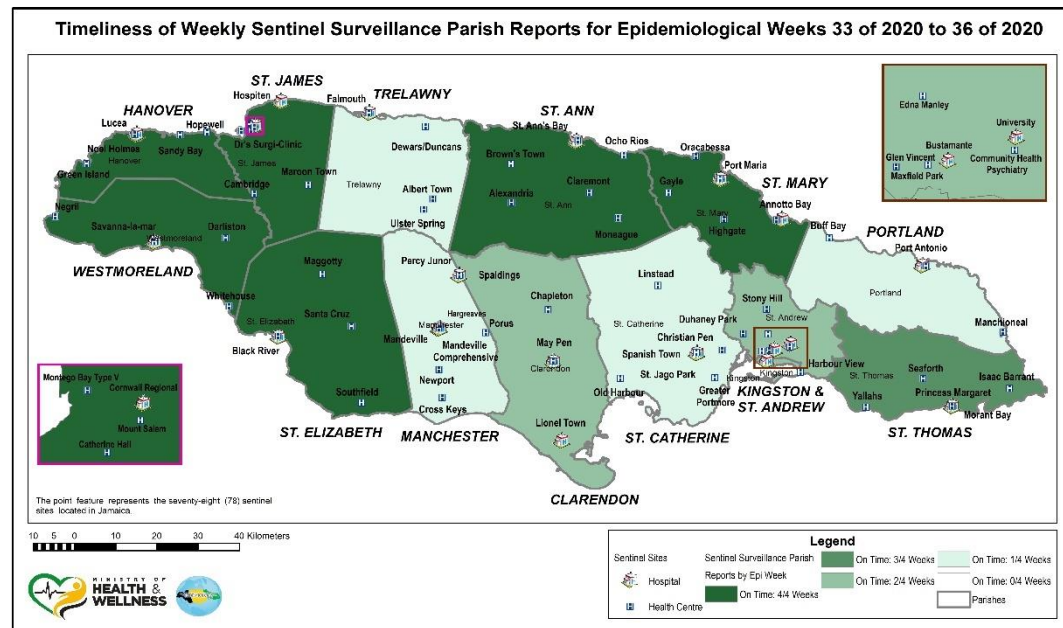 Timeliness of Weekly Sentinel Surveillance Parish Reports for Epidemiological Weeks 33 of 2020 to 36 of 2020
ST. JAMES
Hospiten
TRELAWNY
Falmouth
HANOVER
Lucea
Hopewell
Noel Holmes
Hanover
Sandy Bay
Green Island
Dr's Surgi-Clinic
St. James
Maroon Town
Cambridge
Dewars/Duncans
Trelawny
Albert Town
Ulster Spring
ST. ANN
St. Ann's Bay
Ocho Rios
Brown's Town
Alexandria
Claremont
St. Ann
Moneague
Oracabessa
Port Maria
Gayle
ST. MARY
St. Mary
Highgate
Annotto Bay
Buff Bay
PORTLAND
Port Antonio
Portland
Manchioneal
Edna Manley
University
Bustamante
Glen Vincent
Community Health
Psychiatry
Maxfield Park
Negril
Savanna-la-mar
Darliston
Westmoreland
WESTMORELAND
Whitehouse
Maggotty
St. Elizabeth
Santa Cruz
Black River
Southfield
ST. ELIZABETH
Percy Junor
Hargreaves
Manchester
Mandeville
Porus
Mandeville
Comprehensive
Newport
Cross Keys
MANCHESTER
Spaldings
Chapleton
May Pen
Clarendon
Lionel Town
CLARENDON
Linstead
St. Catherine
Duhaney Park
Christian Pen
Spanish Town
St. Jago Park
Old Harbour
Greater
Portmore
ST. CATHERINE
Stony Hill
St. Andrew
Kingston
Kingston
Harbour View
KINGSTON &
ST. ANDREW
St. Thomas
Seaforth
Isaac Barrant
Yallahs
Princess Margaret
Morant Bay
ST. THOMAS
Montego Bay Type V
Cornwall Regional
Mount Salem
Catherine Hall
The point feature represents the seventy-eight (78) sentinel
sites located in Jamaica.
10 5 0 10 20 30 40 Kilometers
MINISTRY OF
HEALTH &
WELLNESS
Legend
Sentinel Sites
Hospital
Health Centre
Sentinel Surveillance Parish
Reports by Epi Week
On Time: 4/4 Weeks
On Time: 3/4 Weeks
On Time: 2/4 Weeks
On Time: 1/4 Weeks
On Time: 0/4 Weeks
Parishes